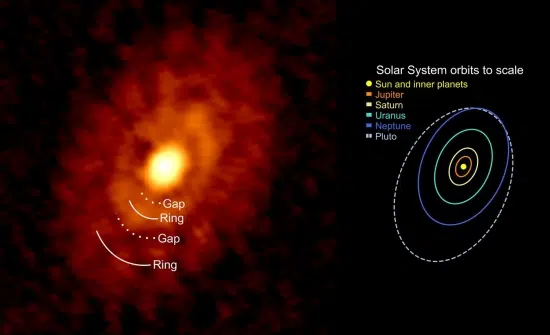 Gap
Ring
Gap
Ring
Solar System orbits to scale
Sun and inner planets
Jupiter
Saturn
Uranus
Neptune
Pluto